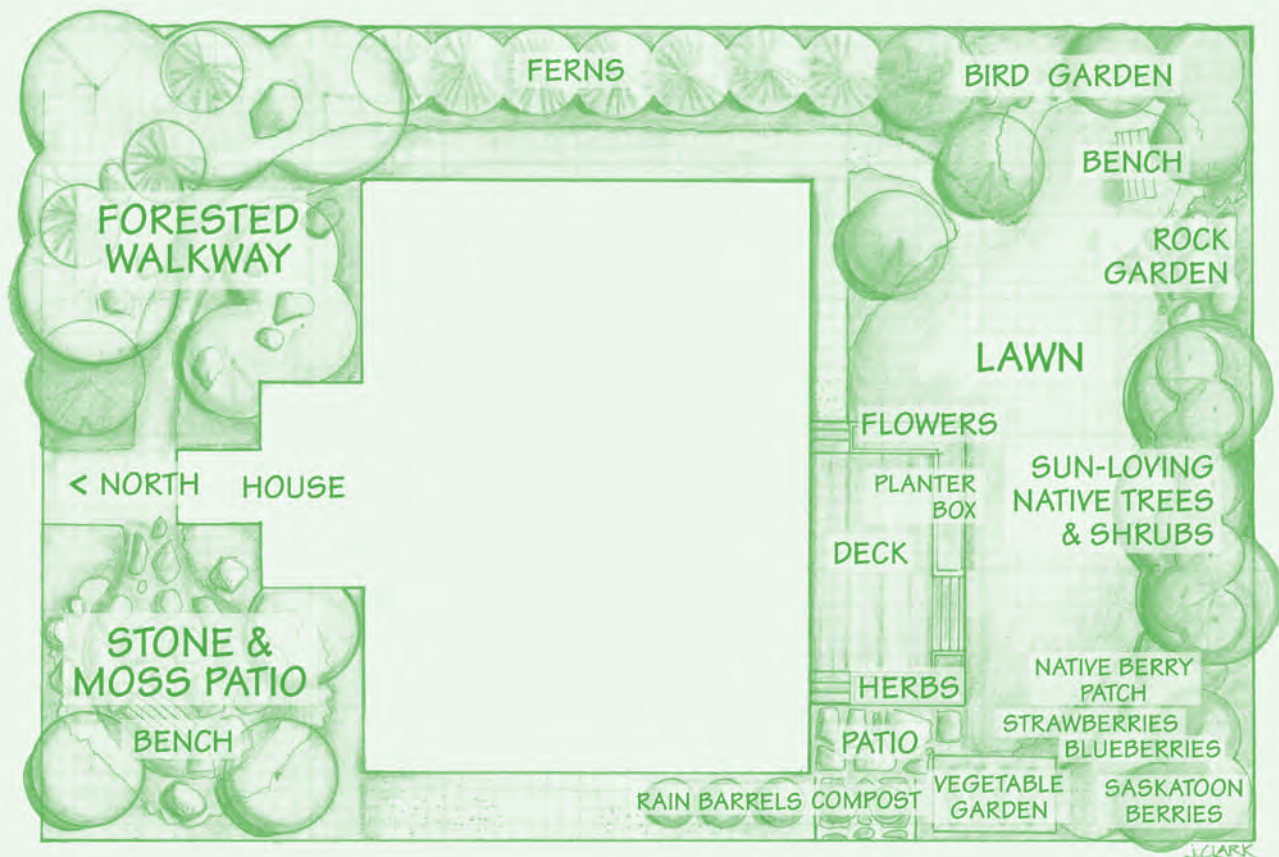 FERNS
BIRD GARDEN
BENCH
FORESTED
WALKWAY
ROCK
GARDEN
LAWN
FLOWERS
< NORTH
HOUSE
PLANTER
BOX
SUN-LOVING
NATIVE TREES
& SHRUBS
DECK
STONE &
MOSS PATIO
BENCH
HERBS
NATIVE BERRY
PATCH
STRAWBERRIES
BLUEBERRIES
PATIO
RAIN BARRELS
COMPOST
VEGETABLE
GARDEN
SASKATOON
BERRIES
J. CLARK